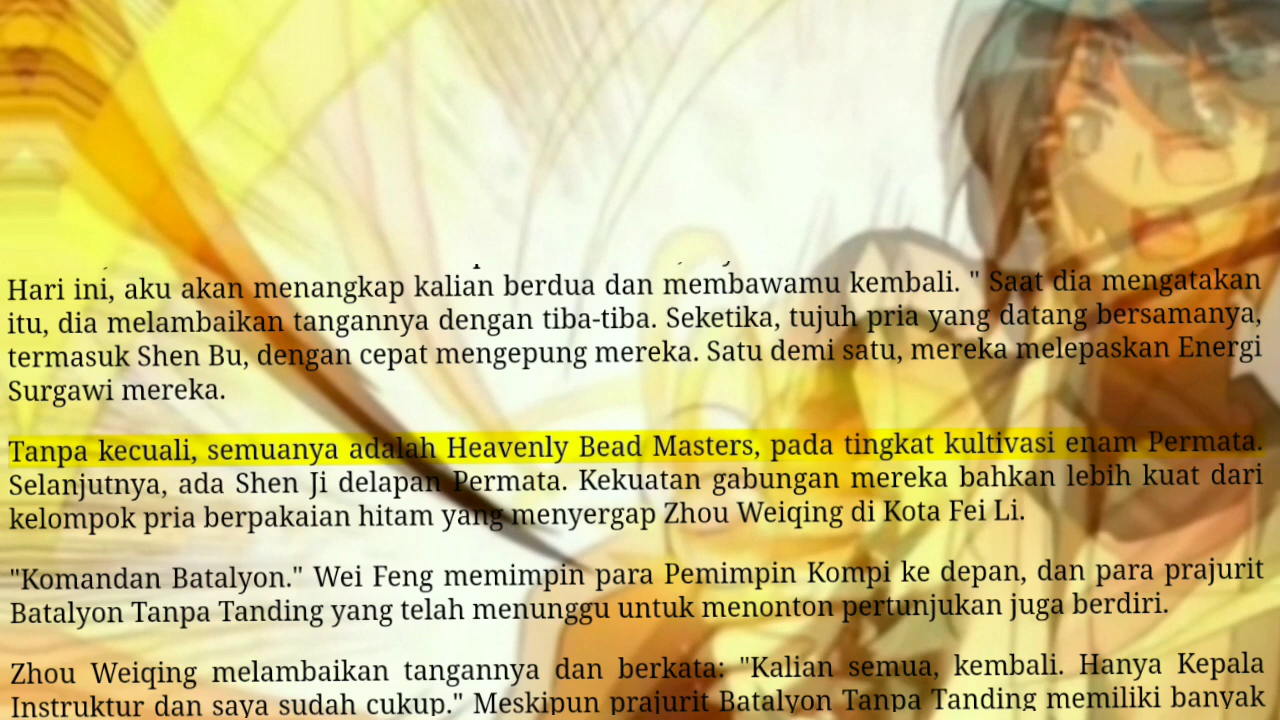 Hari ini, aku akan menangkap kalian berdua dan membawamu kembali. " Saat dia mengatakan
itu, dia melambaikan tangannya dengan tiba-tiba. Seketika, tujuh pria yang datang bersamanya,
termasuk Shen Bu, dengan cepat mengepung mereka. Satu demi satu, mereka melepaskan Energi
Surgawi mereka.
Tanpa kecuali, semuanya adalah Heavenly Bead Masters, pada tingkat kultivasi enam Permata.
Selanjutnya, ada Shen Ji delapan Permata. Kekuatan gabungan mereka bahkan lebih kuat dari
kelompok pria berpakaian hitam yang menyergap Zhou Weiqing di Kota Fei Li.
"Komandan Batalyon." Wei Feng memimpin para Pemimpin Kompi ke depan, dan para prajurit
Batalyon Tanpa Tanding yang telah menunggu untuk menonton pertunjukan juga berdiri.
Zhou Weiqing melambaikan tangannya dan berkata: "Kalian semua, kembali. Hanya Kepala
Instruktur dan saya sudah cukup." Meskipun prajurit Batalyon Tanpa Tanding memiliki banyak